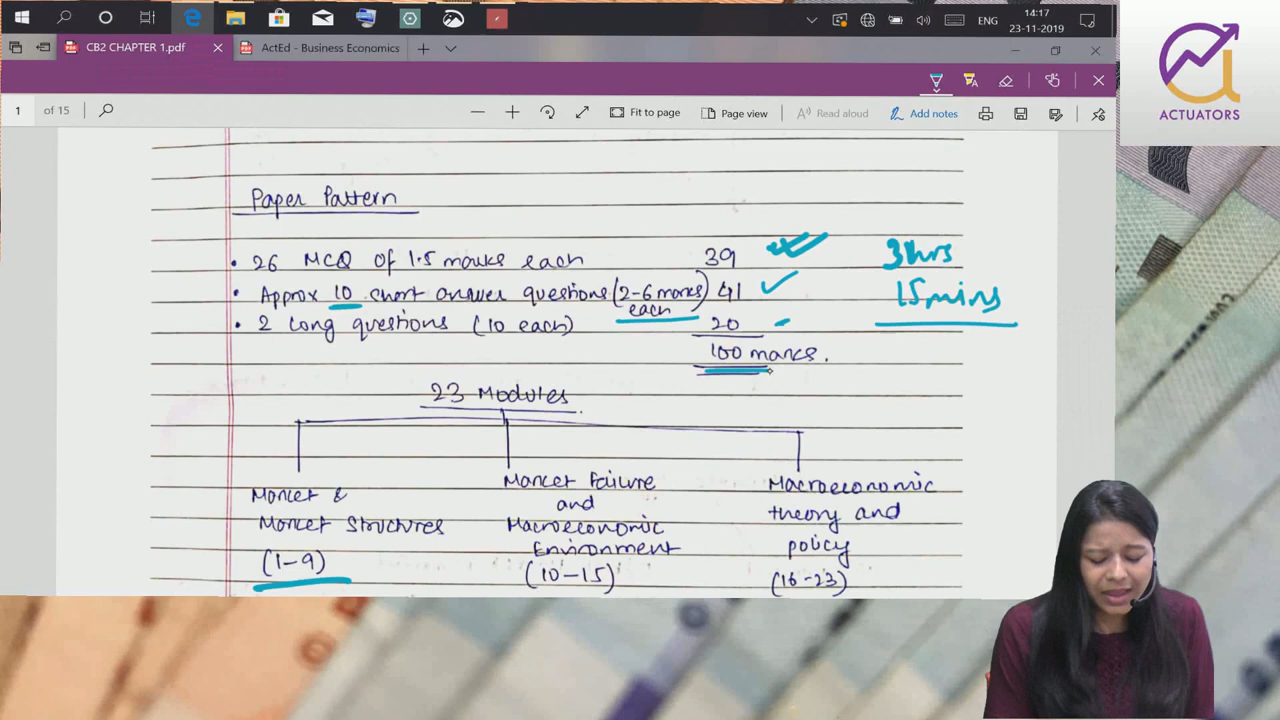 14:17
ENG
23-11-2019
CB2 CHAPTER 1.pdf
ActEd - Business Economics
1 of 15
Fit to page
Page view
Read aloud
Add notes
ACTUATORS
Paper Pattern
• 26 MCQ of 1.5 marks each 39
3hrs
• Approx 10 short answer questions (2-6 marks each) 41
15 mins
• 2 long questions (10 each) 20
100 marks.
23 Modules
Market &
Market Structures
(1-9)
Market Failure
and
Macroeconomic
Environment
(10-15)
Macroeconomic
theory and
policy
(16-23)